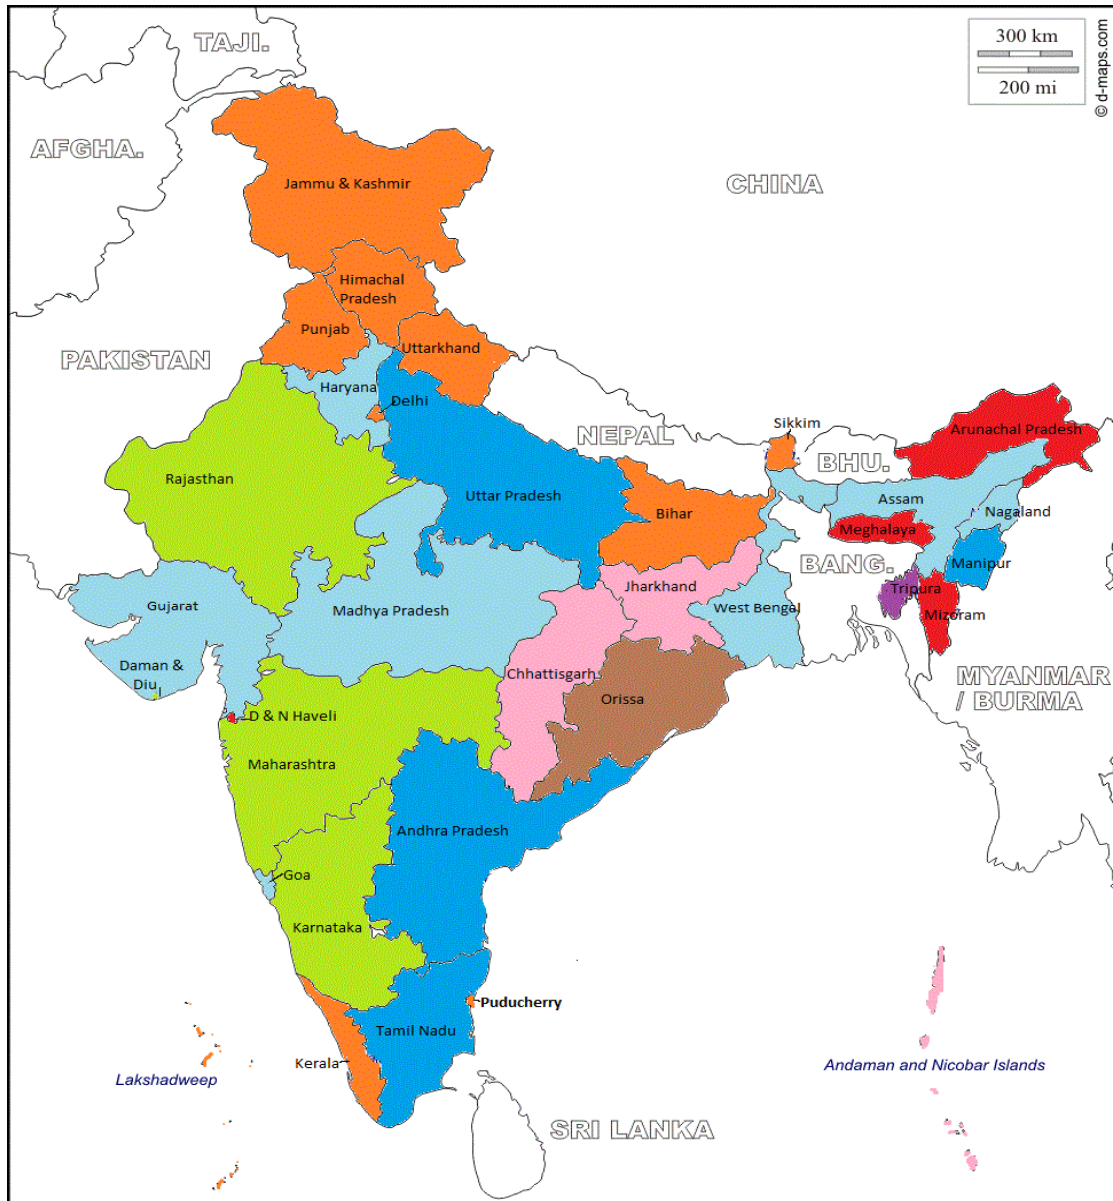 TAJI.
300 km
200 mi
© d-maps.com
AFGHA.
CHINA
Jammu & Kashmir
Himachal
Pradesh
Punjab
Uttarkhand
PAKISTAN
Haryana
Delhi
Sikkim
NEPAL
Arunachal Pradesh
BHU.
Rajasthan
Uttar Pradesh
Assam
Bihar
Nagaland
Meghalaya
BANG.
Manipur
Jharkhand
Tripura
Gujarat
Madhya Pradesh
West Bengal
Mizoram
Daman &
Diu
Chhattisgarh
Orissa
MYANMAR
/ BURMA
D & N Haveli
Maharashtra
Andhra Pradesh
Goa
Karnataka
Puducherry
Tamil Nadu
Kerala
Lakshadweep
Andaman and Nicobar Islands
SRI LANKA